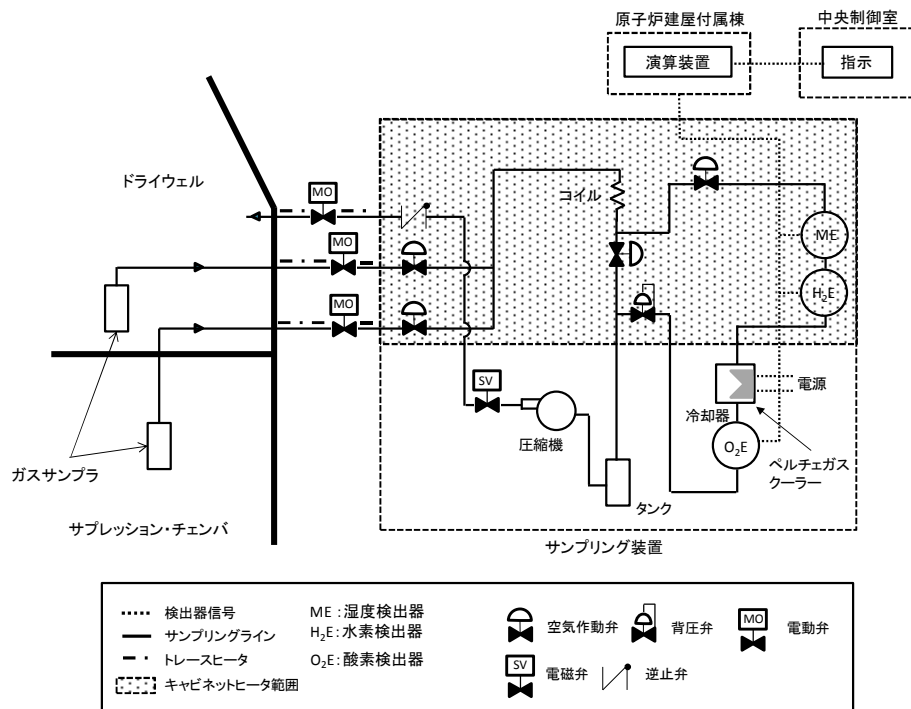 原子炉建屋付属棟
中央制御室
演算装置
指示
ドライウェル
MO
コイル
MO
ME
MO
H₂E
SV
電源
冷却器
圧縮機
O₂E
ペルチェガス
クーラー
ガスサンプラ
タンク
サプレッション・チェンバ
サンプリング装置
検出器信号
サンプリングライン
トレースヒータ
キャビネットヒータ範囲
ME：湿度検出器
H₂E：水素検出器
O₂E：酸素検出器
空気作動弁
背圧弁
MO
電動弁
SV
電磁弁
逆止弁